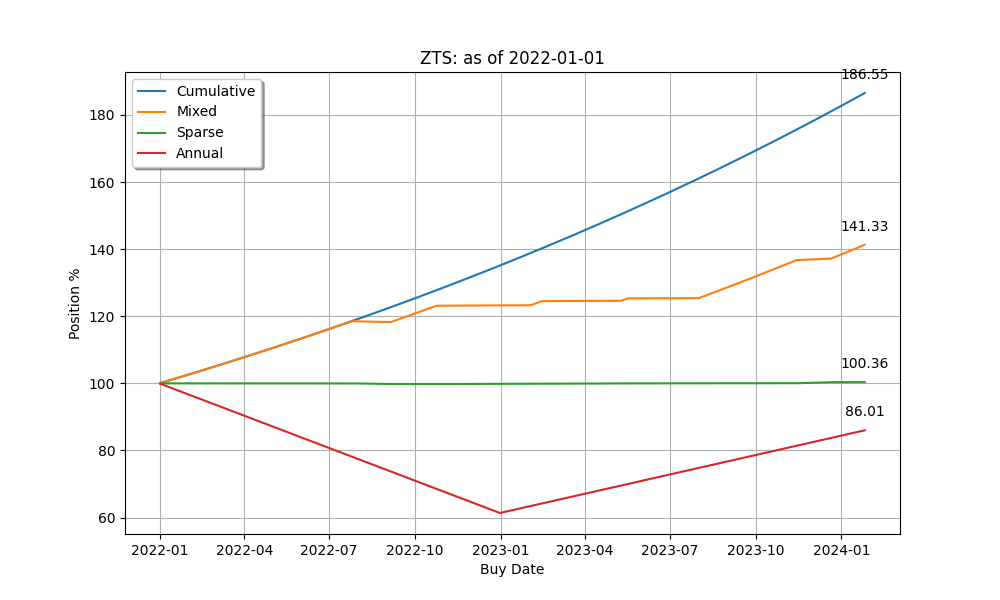 ZTS: as of 2022-01-01
Cumulative
Mixed
Sparse
Annual
186.55
141.33
100.36
86.01
Position %
180
160
140
120
100
80
60
2022-01 2022-04 2022-07 2022-10 2023-01 2023-04 2023-07 2023-10 2024-01
Buy Date